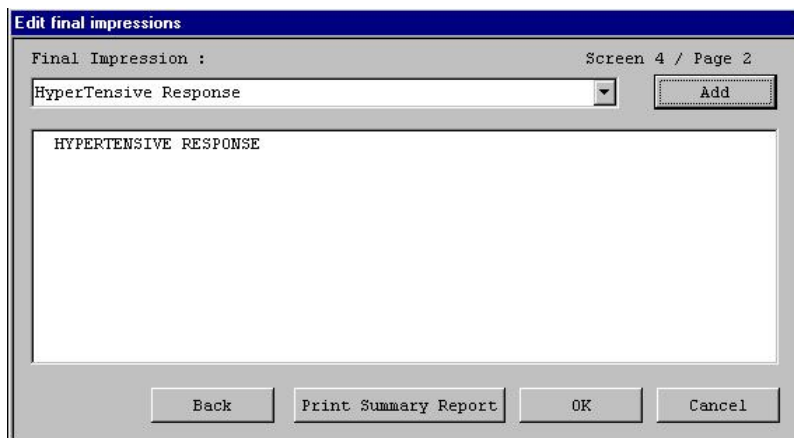 Edit final impressions
Final Impression :
Screen 4 / Page 2
HyperTensive Response
Add
HYPERTENSIVE RESPONSE
Back
Print Summary Report
OK
Cancel